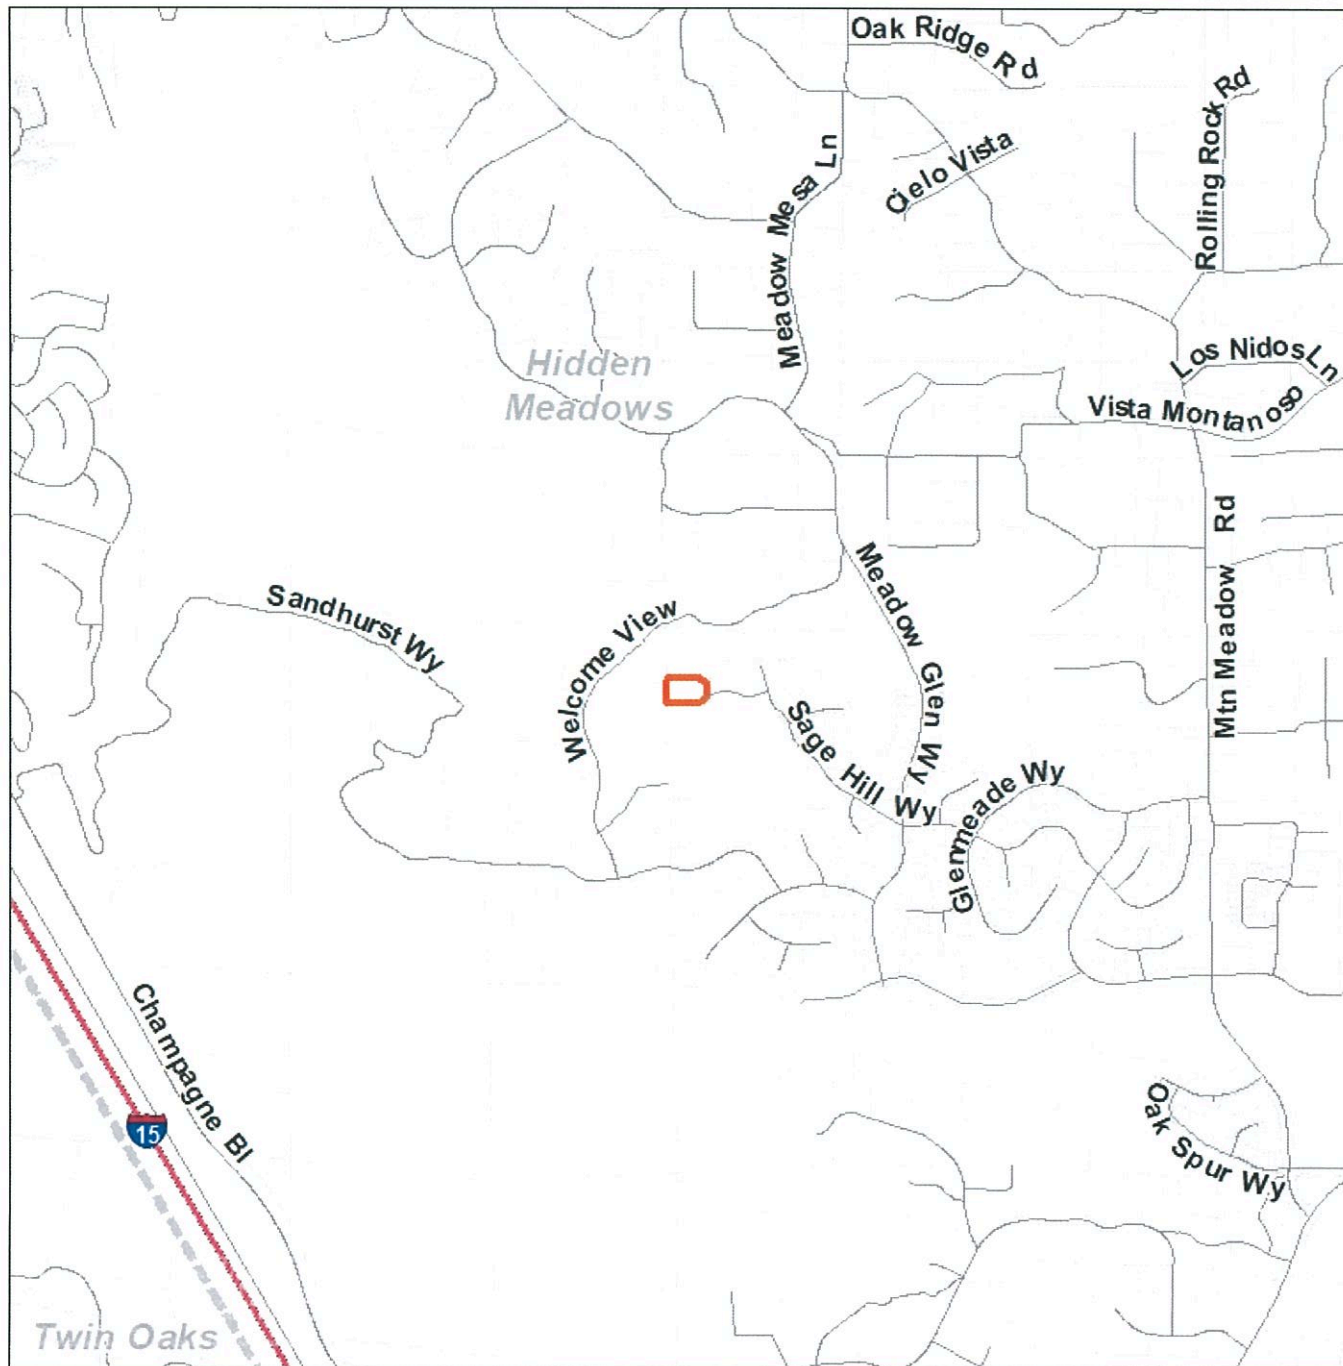 Oak Ridge Rd
Rolling Rock Rd
Cielo Vista
Meadow Mesa Ln
Hidden
Meadows
Los Nidos Ln
Vista Montanoso
Mtn Meadow Rd
Meadow Glen Wy
Sandhurst Wy
Welcome View
Sage Hill Wy
Glenmeade Wy
Champagne Bl
15
Oak Spur Wy
Twin Oaks